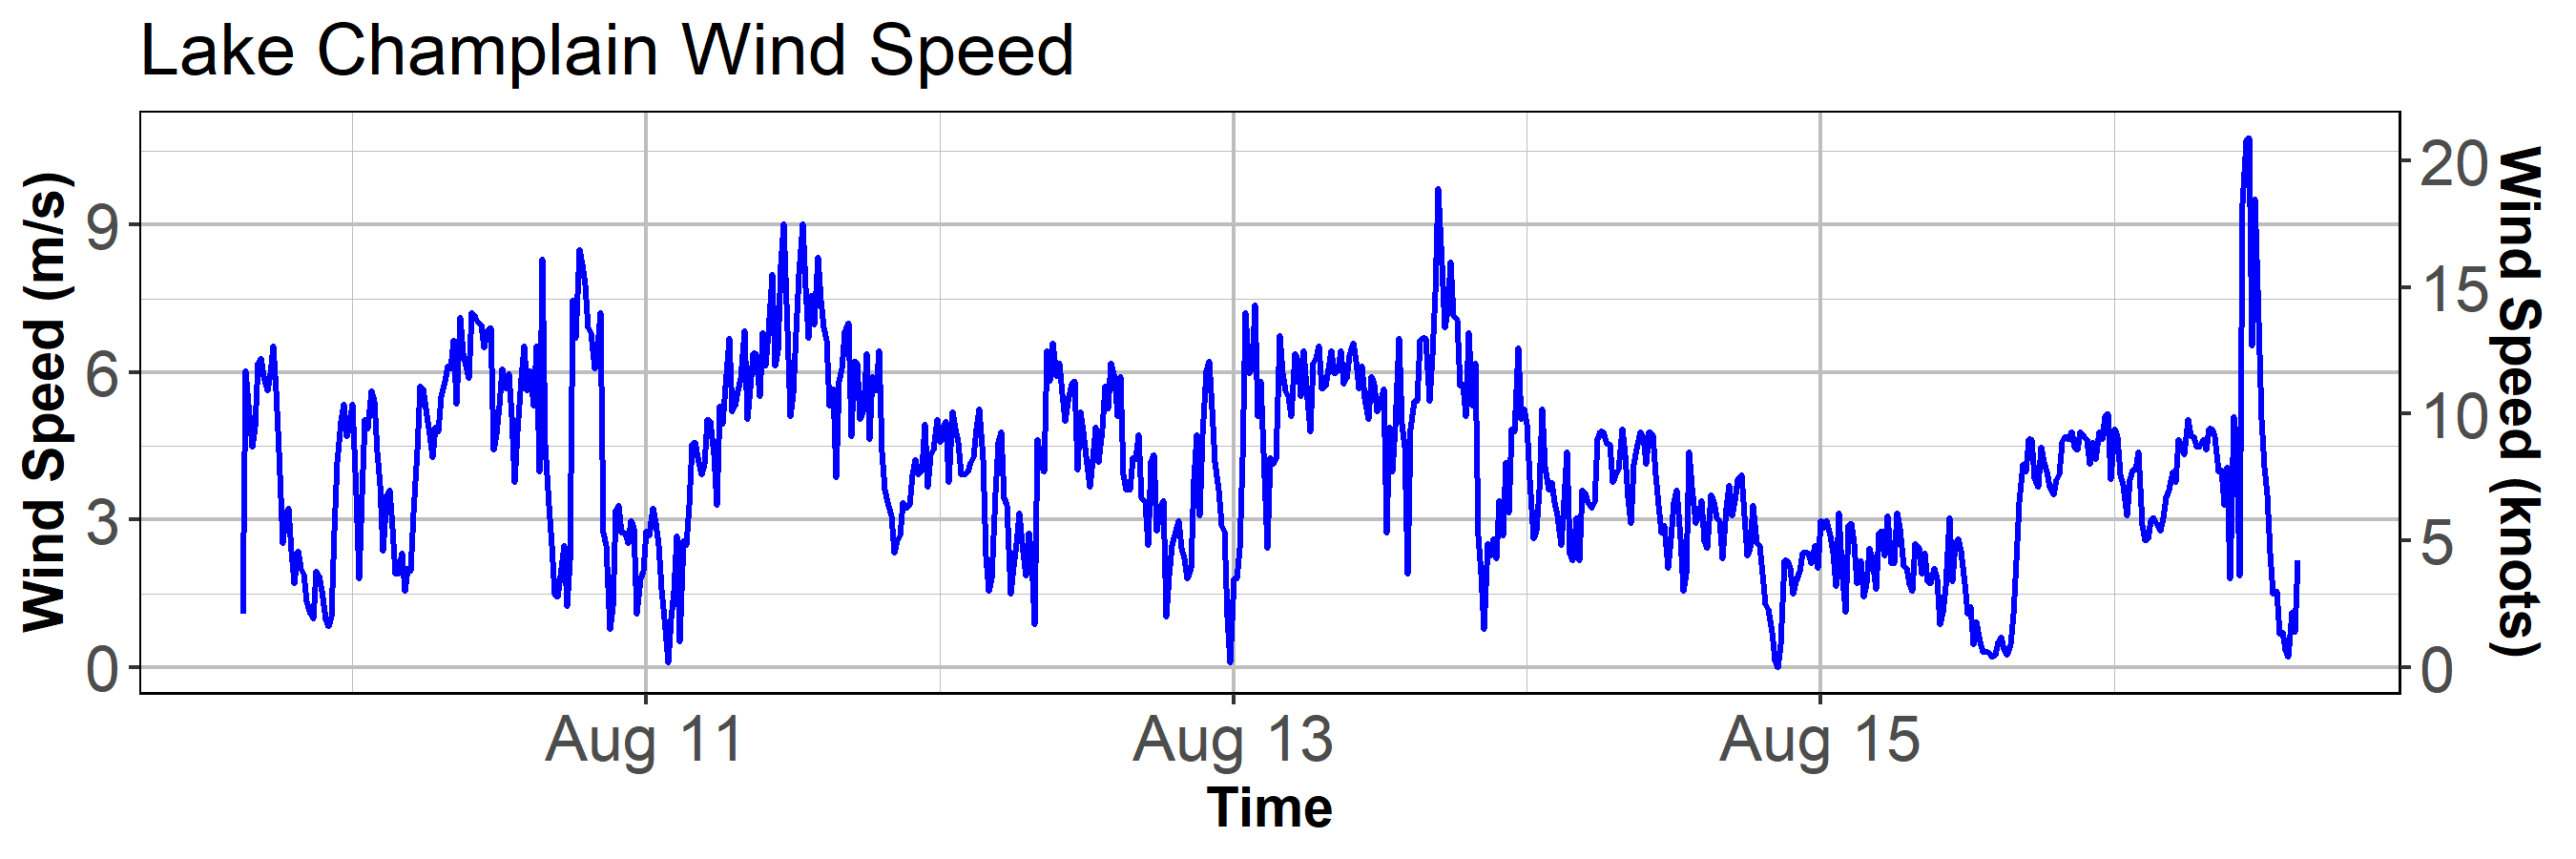 Lake Champlain Wind Speed
Wind Speed (m/s)
9
6
3
0
20
15
10
5
0
Wind Speed (knots)
Aug 11 Aug 13 Aug 15
Time